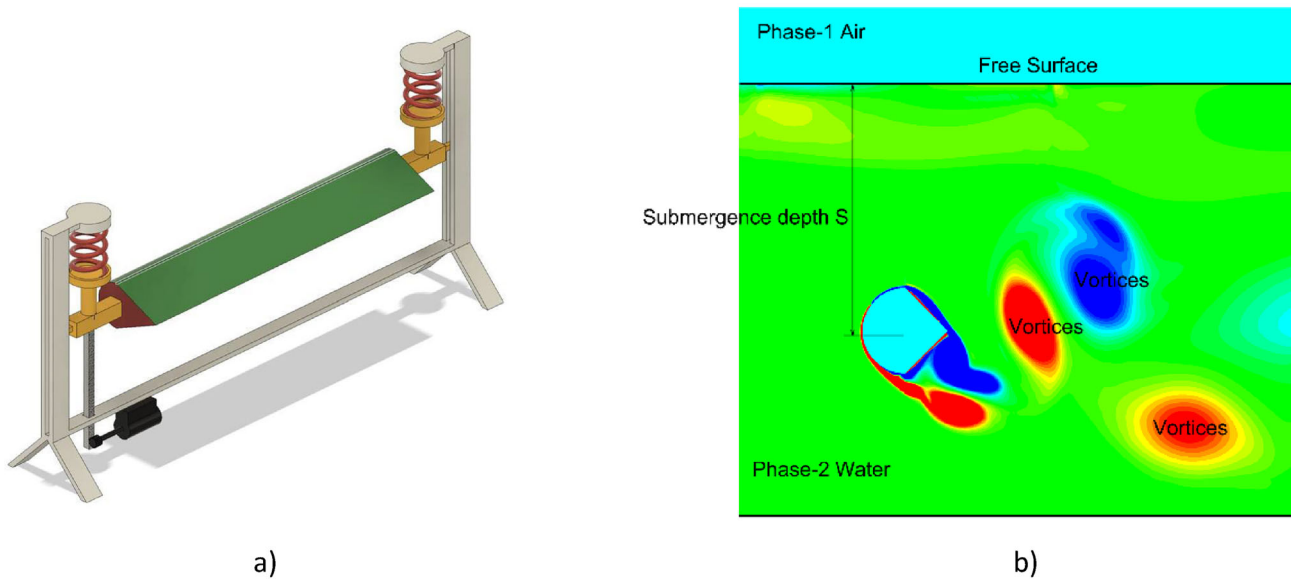 Phase-1 Air
Free Surface
Submergence depth S
Vortices
Vortices
Vortices
Phase-2 Water
a)
b)